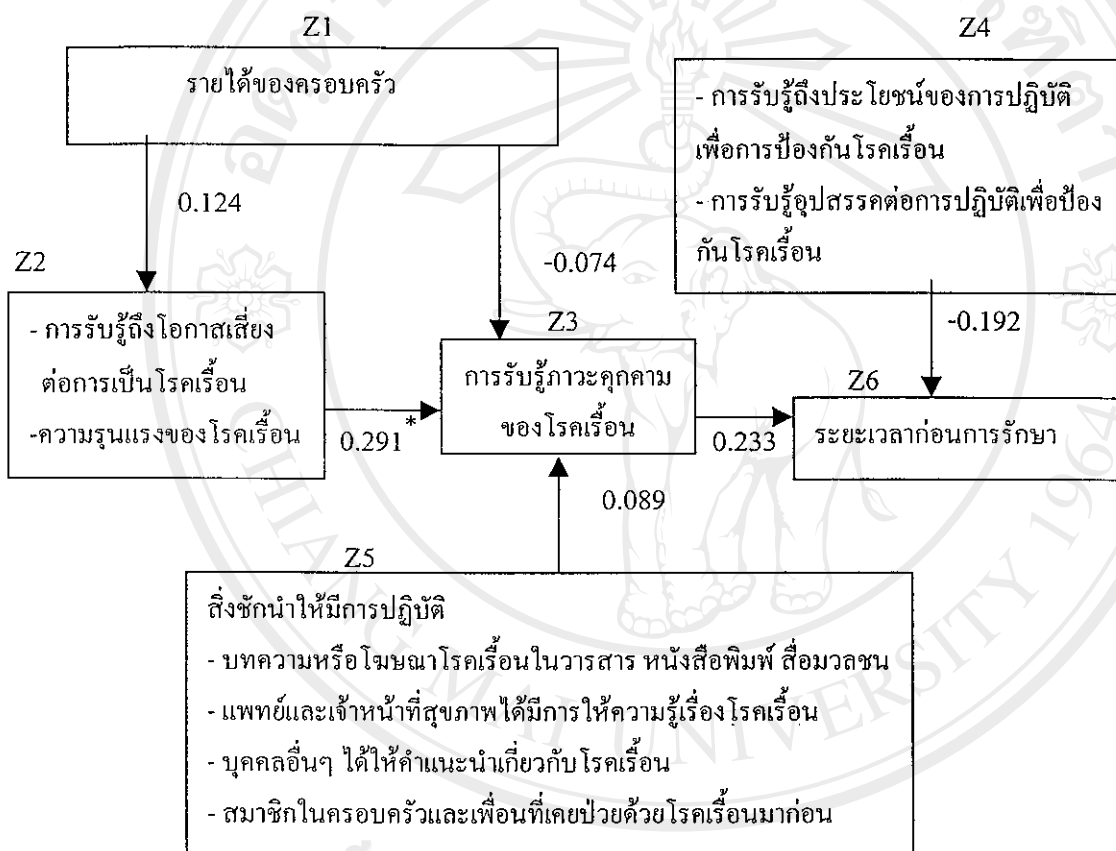 Z1
รายได้ของครอบครัว
Z4
- การรับรู้ถึงประโยชน์ของการปฏิบัติ
เพื่อการป้องกันโรคเรื้อน
- การรับรู้อุปสรรคต่อการปฏิบัติเพื่อป้อง
กันโรคเรื้อน
0.124
-0.074
-0.192
Z2
- การรับรู้ถึงโอกาสเสี่ยง
ต่อการเป็นโรคเรื้อน
-ความรุนแรงของโรคเรื้อน
0.291*
Z3
การรับรู้ภาวะคุกคาม
ของโรคเรื้อน
0.233
Z6
ระยะเวลาก่อนการรักษา
0.089
Z5
สิ่งชักนำให้มีการปฏิบัติ
- บทความหรือโฆษณาโรคเรื้อนในวารสาร หนังสือพิมพ์ สื่อมวลชน
- แพทย์และเจ้าหน้าที่สุขภาพได้มีการให้ความรู้เรื่องโรคเรื้อน
- บุคคลอื่นๆ ได้ให้คำแนะนำเกี่ยวกับโรคเรื้อน
- สมาชิกในครอบครัวและเพื่อนที่เคยป่วยด้วยโรคเรื้อนมาก่อน
CHIANG MAI UNIVERSITY 1964